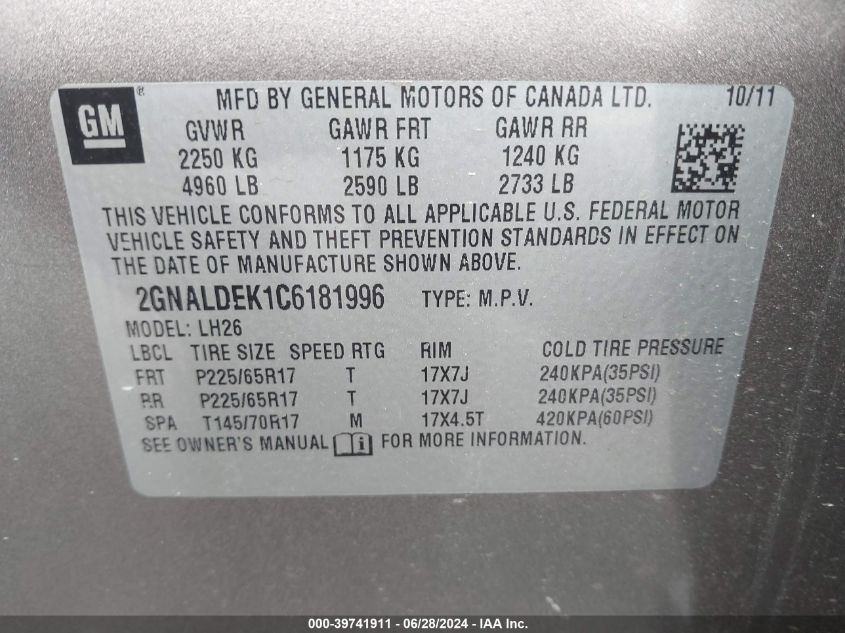 GM ® MFD BY GENERAL MOTORS OF CANADA LTD. 10/11
GVWR GAWR FRT GAWR RR
2250 KG 1175 KG 1240 KG
4960 LB 2590 LB 2733 LB
THIS VEHICLE CONFORMS TO ALL APPLICABLE U.S. FEDERAL MOTOR
VEHICLE SAFETY AND THEFT PREVENTION STANDARDS IN EFFECT ON
THE DATE OF MANUFACTURE SHOWN ABOVE.
2GNALDEK1C6181996 TYPE: M.P.V.
MODEL: LH26
LBCL TIRE SIZE SPEED RTG RIM COLD TIRE PRESSURE
FRT P225/65R17 T 17X7J 240KPA(35PSI)
RR P225/65R17 T 17X7J 240KPA(35PSI)
SPA T145/70R17 M 17X4.5T 420KPA(60PSI)
SEE OWNER'S MANUAL i FOR MORE INFORMATION.
000-39741911 - 06/28/2024 - IAA Inc.